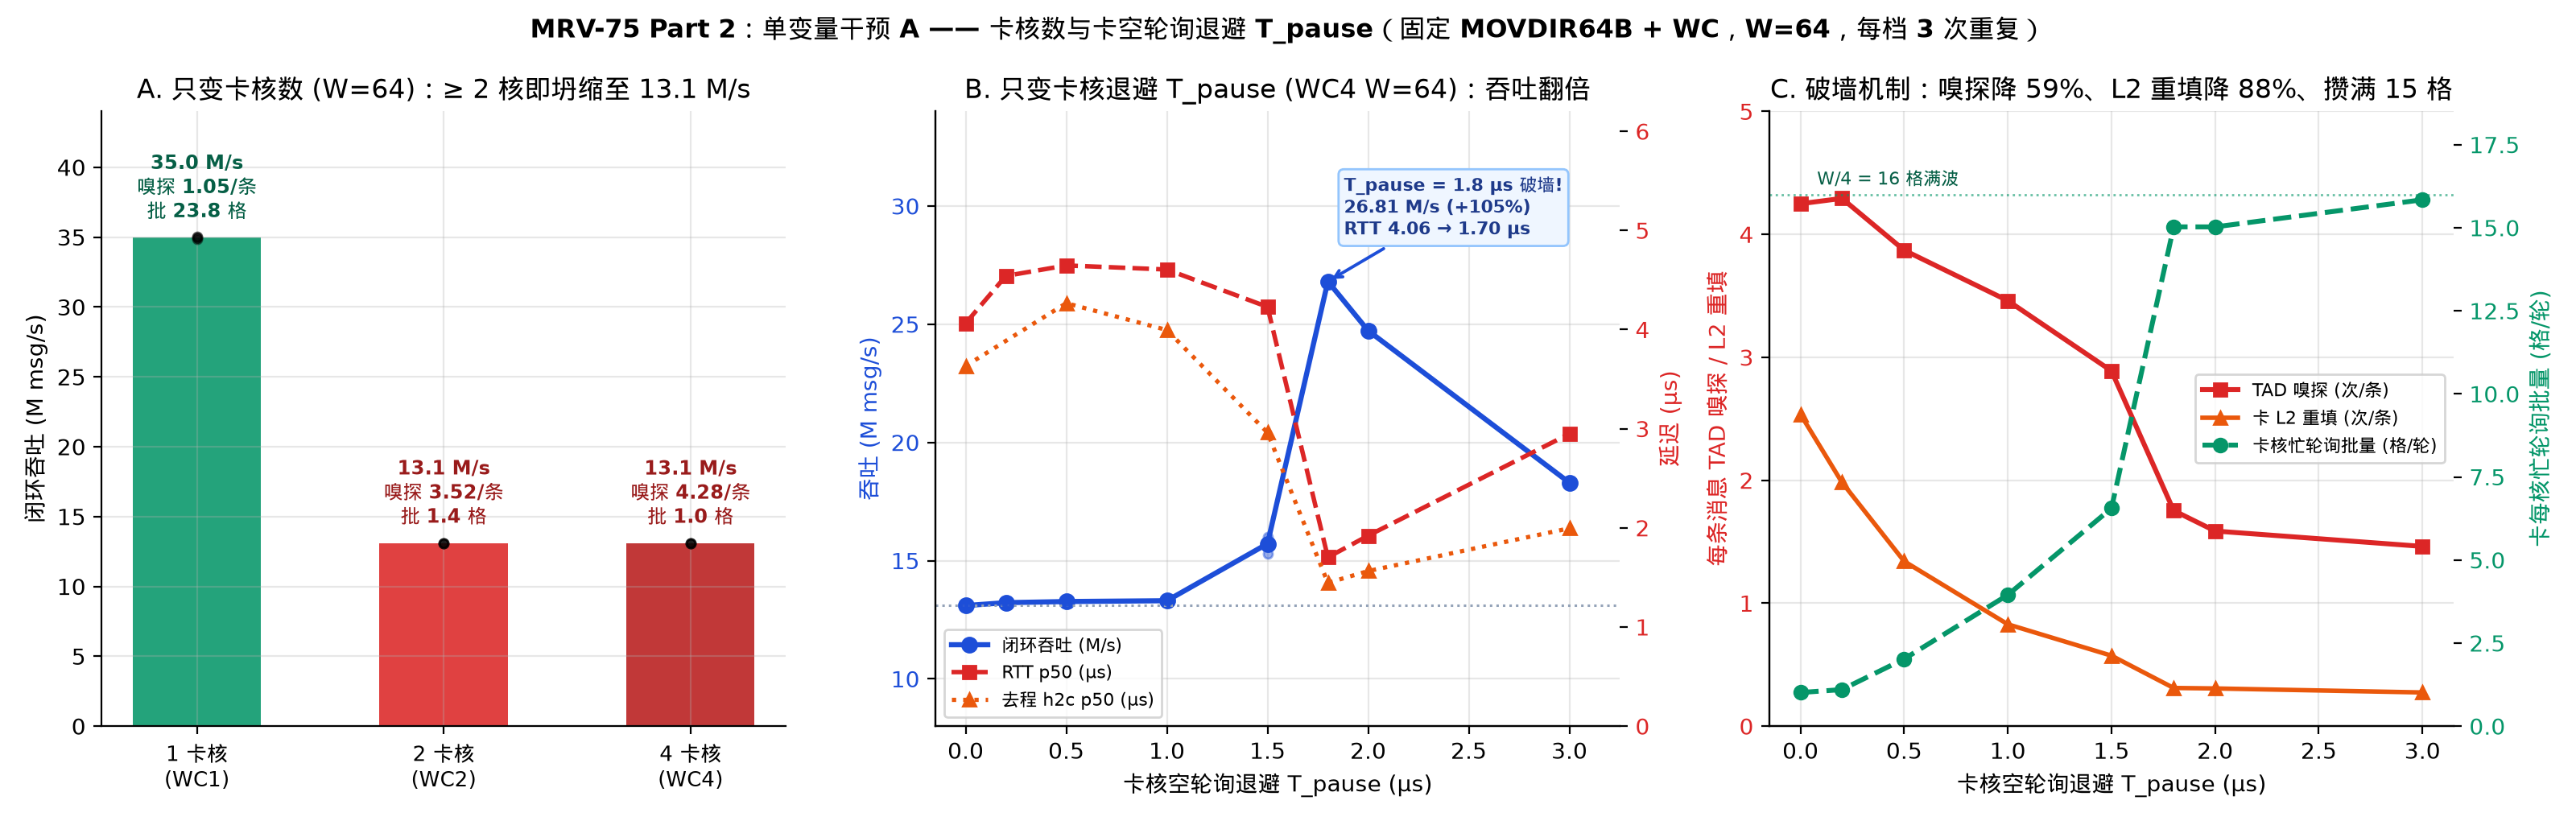 MRV-75 Part 2：单变量干预 A —— 卡核数与卡空轮询退避 T_pause（固定 MOVDIR64B + WC，W=64，每档 3 次重复）
A. 只变卡核数 (W=64)：≥ 2 核即坍缩至 13.1 M/s
闭环吞吐 (M msg/s)
40
35
30
25
20
15
10
5
0
35.0 M/s
嗅探 1.05/条
批 23.8 格
13.1 M/s
嗅探 3.52/条
批 1.4 格
13.1 M/s
嗅探 4.28/条
批 1.0 格
1 卡核
(WC1)
2 卡核
(WC2)
4 卡核
(WC4)
B. 只变卡核退避 T_pause (WC4 W=64)：吞吐翻倍
吞吐 (M msg/s)
30
25
20
15
10
T_pause = 1.8 µs 破墙!
26.81 M/s (+105%)
RTT 4.06 → 1.70 µs
闭环吞吐 (M/s)
RTT p50 (µs)
去程 h2c p50 (µs)
0.0
0.5
1.0
1.5
2.0
2.5
3.0
卡核空轮询退避 T_pause (µs)
6
5
4
3
2
1
0
延迟 (µs)
C. 破墙机制：嗅探降 59%、L2 重填降 88%、攒满 15 格
每条消息 TAD 嗅探 / L2 重填
5
4
3
2
1
0
W/4 = 16 格满波
TAD 嗅探 (次/条)
卡 L2 重填 (次/条)
卡核忙轮询批量 (格/轮)
0.0
0.5
1.0
1.5
2.0
2.5
3.0
卡核空轮询退避 T_pause (µs)
17.5
15.0
12.5
10.0
7.5
5.0
2.5
0.0
卡每核忙轮询批量 (格/轮)